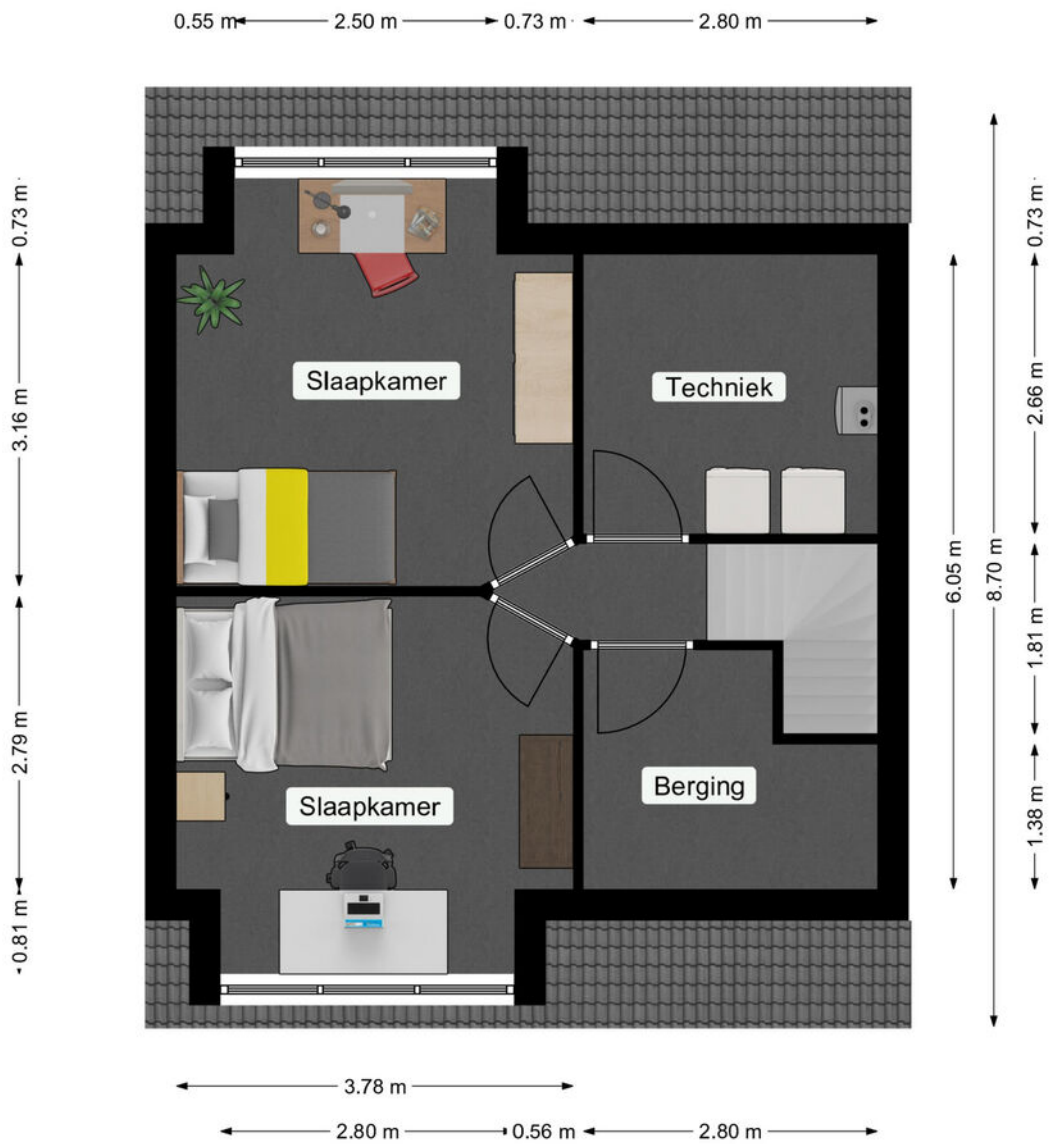 0.55 m
2.50 m
0.73 m
2.80 m
0.73 m
3.16 m
2.79 m
0.81 m
Slaapkamer
Techniek
Slaapkamer
Berging
6.05 m
8.70 m
0.73 m
2.66 m
1.81 m
1.38 m
3.78 m
2.80 m
0.56 m
2.80 m